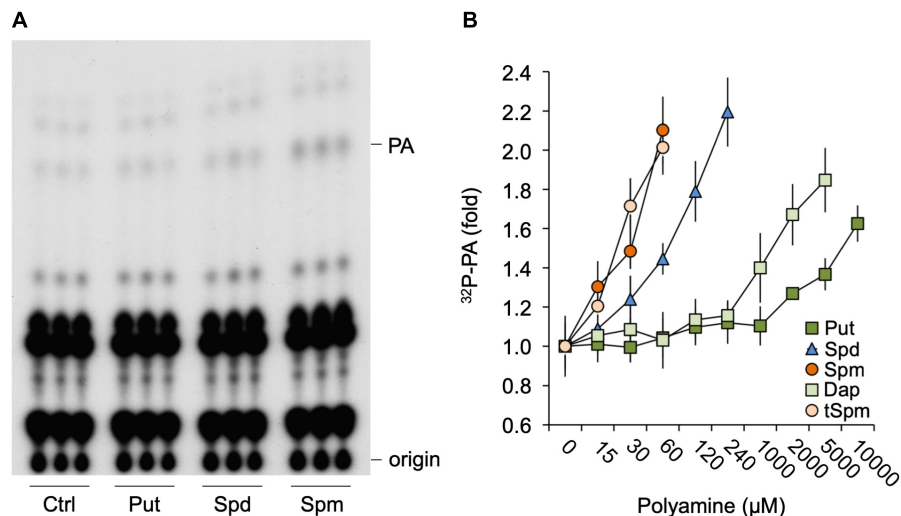 A
PA
origin
Ctrl Put Spd Spm
B
2.4
2.2
2.0
1.8
1.6
1.4
1.2
1.0
0.8
0.6
³²P-PA (fold)
Put
Spd
Spm
Dap
tSpm
0 15 30 60 120 240 1000 2000 5000 10000
Polyamine (µM)